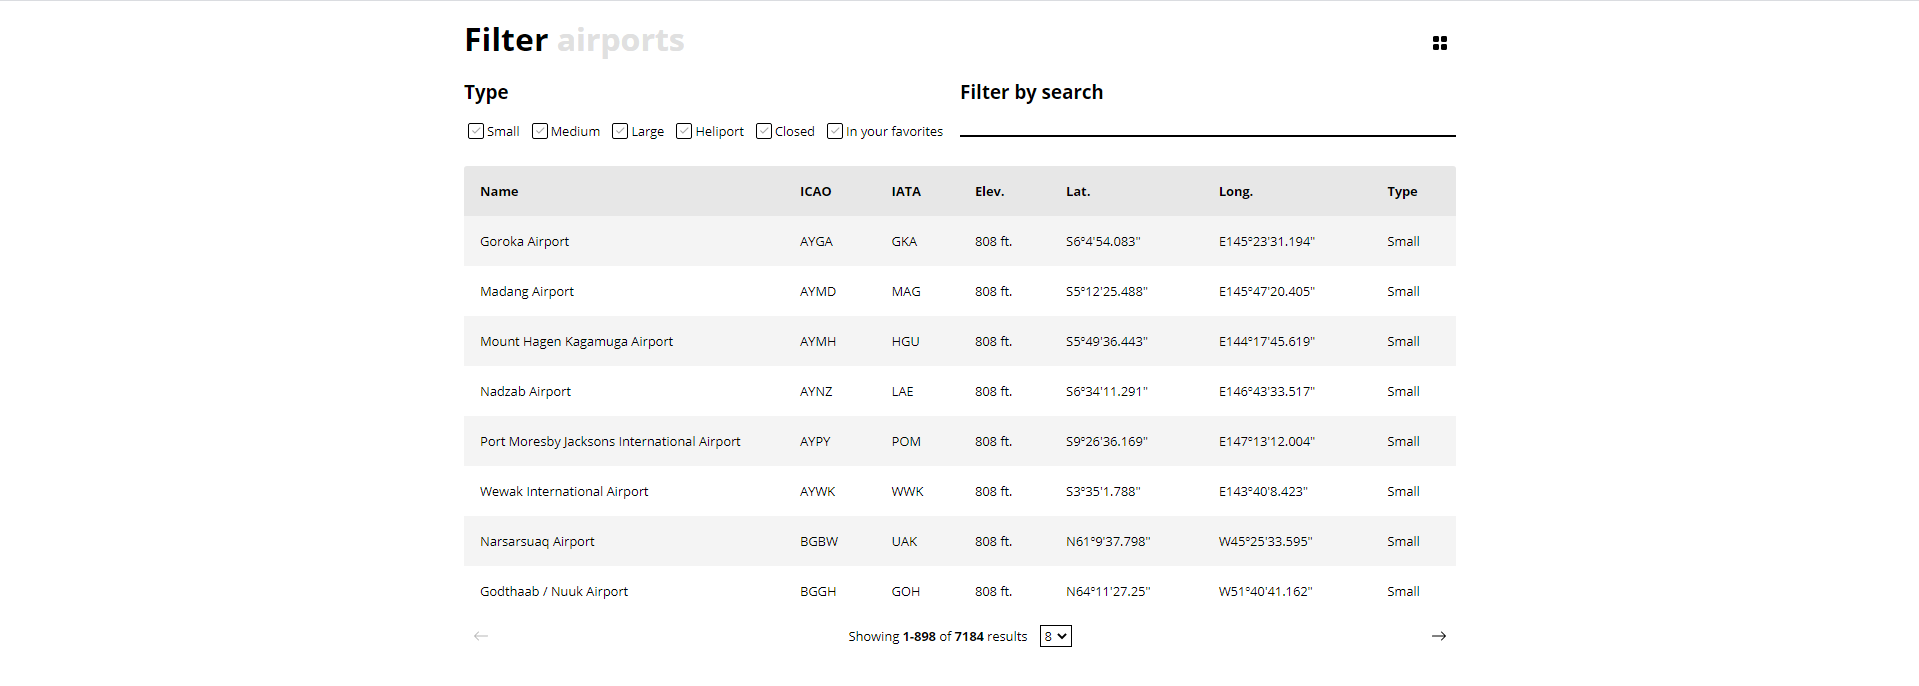 Filter airports
Type
Filter by search
Small Medium Large Heliport Closed In your favorites
Name ICAO IATA Elev. Lat. Long. Type
Goroka Airport AYGA GKA 808 ft. S6°4'54.083" E145°23'31.194" Small
Madang Airport AYMD MAG 808 ft. S5°12'25.488" E145°47'20.405" Small
Mount Hagen Kagamuga Airport AYMH HGU 808 ft. S5°49'36.443" E144°17'45.619" Small
Nadzab Airport AYNZ LAE 808 ft. S6°34'11.291" E146°43'33.517" Small
Port Moresby Jacksons International Airport AYPY POM 808 ft. S9°26'36.169" E147°13'12.004" Small
Wewak International Airport AYWK WWK 808 ft. S3°35'1.788" E143°40'8.423" Small
Narsarsuaq Airport BGBW UAK 808 ft. N61°9'37.798" W45°25'33.595" Small
Godthaab / Nuuk Airport BGGH GOH 808 ft. N64°11'27.25" W51°40'41.162" Small
Showing 1-898 of 7184 results 8